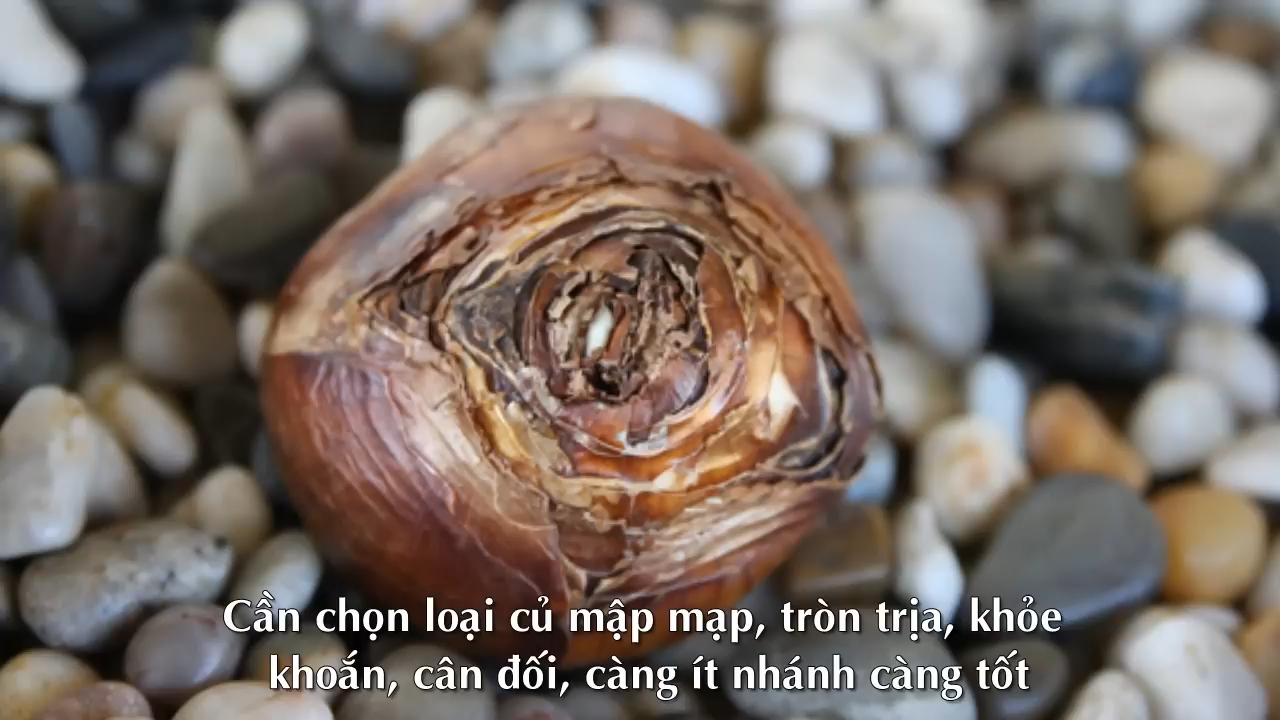 Cần chọn loại củ mập mạp, tròn trịa, khỏe
khoắn, cân đối, càng ít nhánh càng tốt